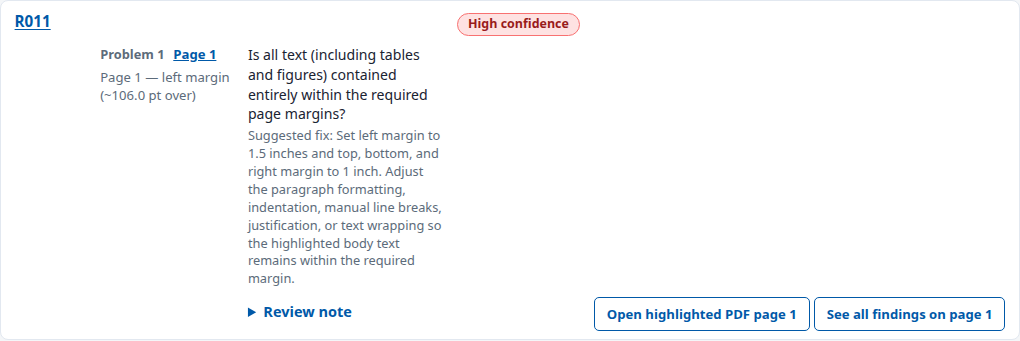 R011
High confidence
Problem 1 Page 1
Page 1 — left margin
(~106.0 pt over)
Is all text (including tables
and figures) contained
entirely within the required
page margins?
Suggested fix: Set left margin to
1.5 inches and top, bottom, and
right margin to 1 inch. Adjust
the paragraph formatting,
indentation, manual line breaks,
justification, or text wrapping so
the highlighted body text
remains within the required
margin.
Review note
Open highlighted PDF page 1
See all findings on page 1